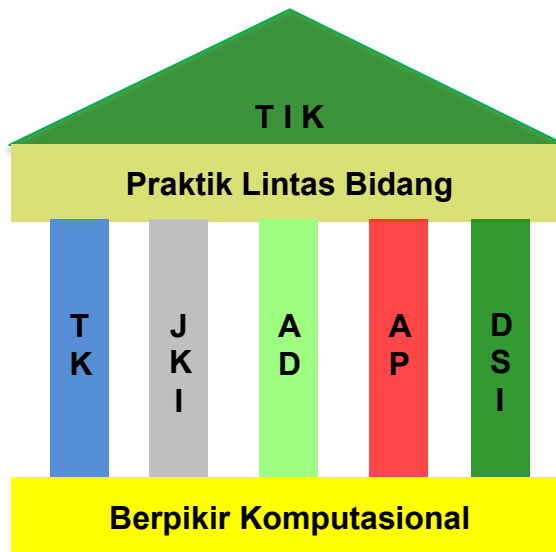 T I K
Praktik Lintas Bidang
T
K
J
K
I
A
D
A
P
D
S
I
Berpikir Komputasional